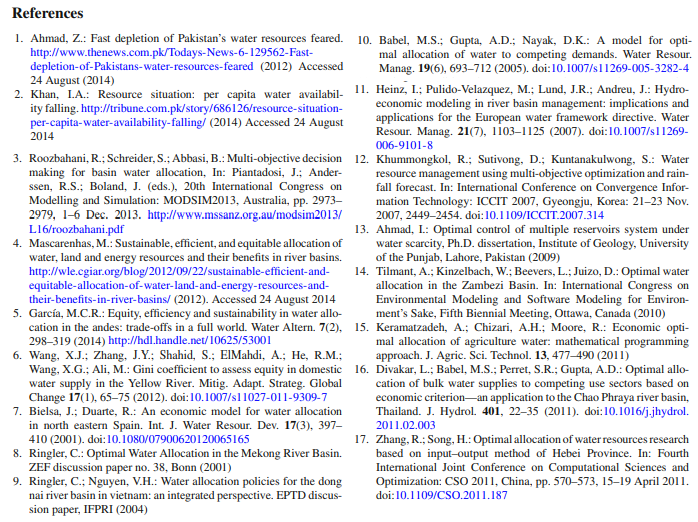 References
1. Ahmad, Z.: Fast depletion of Pakistan's water resources feared.
http://www.thenews.com.pk/Todays-News-6-129562-Fast-
depletion-of-Pakistans-water-resources-feared (2012) Accessed
24 August (2014)
2. Khan, I.A.: Resource situation: per capita water availabil-
ity falling. http://tribune.com.pk/story/686126/resource-situation-
per-capita-water-availability-falling/ (2014) Accessed 24 August
2014
3. Roozbahani, R.; Schreider, S.; Abbasi, B.: Multi-objective decision
making for basin water allocation, In: Piantadosi, J.; Ander-
ssen, R.S.; Boland, J. (eds.), 20th International Congress on
Modelling and Simulation: MODSIM2013, Australia, pp. 2973–
2979, 1–6 Dec. 2013. http://www.mssanz.org.au/modsim2013/
L16/roozbahani.pdf
4. Mascarenhas, M.: Sustainable, efficient, and equitable allocation of
water, land and energy resources and their benefits in river basins.
http://wle.cgiar.org/blog/2012/09/22/sustainable-efficient-and-
equitable-allocation-of-water-land-and-energy-resources-and-
their-benefits-in-river-basins/ (2012). Accessed 24 August 2014
5. García, M.C.R.: Equity, efficiency and sustainability in water allo-
cation in the andes: trade-offs in a full world. Water Altern. 7(2),
298–319 (2014) http://hdl.handle.net/10625/53001
6. Wang, X.J.; Zhang, J.Y.; Shahid, S.; ElMahdi, A.; He, R.M.;
Wang, X.G.; Ali, M.: Gini coefficient to assess equity in domestic
water supply in the Yellow River. Mitig. Adapt. Strateg. Global
Change 17(1), 65–75 (2012). doi:10.1007/s11027-011-9309-7
7. Bielsa, J.; Duarte, R.: An economic model for water allocation
in north eastern Spain. Int. J. Water Resour. Dev. 17(3), 397–
410 (2001). doi:10.1080/07900620120065165
8. Ringler, C.: Optimal Water Allocation in the Mekong River Basin.
ZEF discussion paper no. 38, Bonn (2001)
9. Ringler, C.; Nguyen, V.H.: Water allocation policies for the dong
nai river basin in vietnam: an integrated perspective. EPTD discus-
sion paper, IFPRI (2004)
10. Babel, M.S.; Gupta, A.D.; Nayak, D.K.: A model for opti-
mal allocation of water to competing demands. Water Resour.
Manag. 19(6), 693–712 (2005). doi:10.1007/s11269-005-3282-4
11. Heinz, I.; Pulido-Velazquez, M.; Lund, J.R.; Andreu, J.: Hydro-
economic modeling in river basin management: implications and
applications for the European water framework directive. Water
Resour. Manag. 21(7), 1103–1125 (2007). doi:10.1007/s11269-
006-9101-8
12. Khummongkol, R.; Sutivong, D.; Kuntanakulwong, S.: Water
resource management using multi-objective optimization and rain-
fall forecast. In: International Conference on Convergence Infor-
mation Technology: ICCIT 2007, Gyeongju, Korea: 21–23 Nov.
2007, 2449–2454. doi:10.1109/ICCIT.2007.314
13. Ahmad, I.: Optimal control of multiple reservoirs system under
water scarcity, Ph.D. dissertation, Institute of Geology, University
of the Punjab, Lahore, Pakistan (2009)
14. Tilmant, A.; Kinzelbach, W.; Beevers, L.; Juizo, D.: Optimal water
allocation in the Zambezi Basin. In: International Congress on
Environmental Modeling and Software Modeling for Environ-
ment's Sake, Fifth Biennial Meeting, Ottawa, Canada (2010)
15. Keramatzadeh, A.; Chizari, A.H.; Moore, R.: Economic opti-
mal allocation of agriculture water: mathematical programming
approach. J. Agric. Sci. Technol. 13, 477–490 (2011)
16. Divakar, L.; Babel, M.S.; Perret, S.R.; Gupta, A.D.: Optimal allo-
cation of bulk water supplies to competing use sectors based on
economic criterion—an application to the Chao Phraya river basin,
Thailand. J. Hydrol. 401, 22–35 (2011). doi:10.1016/j.jhydrol.
2011.02.003
17. Zhang, R.; Song, H.: Optimal allocation of water resources research
based on input–output method of Hebei Province. In: Fourth
International Joint Conference on Computational Sciences and
Optimization: CSO 2011, China, pp. 570–573, 15–19 April 2011.
doi:10.1109/CSO.2011.187